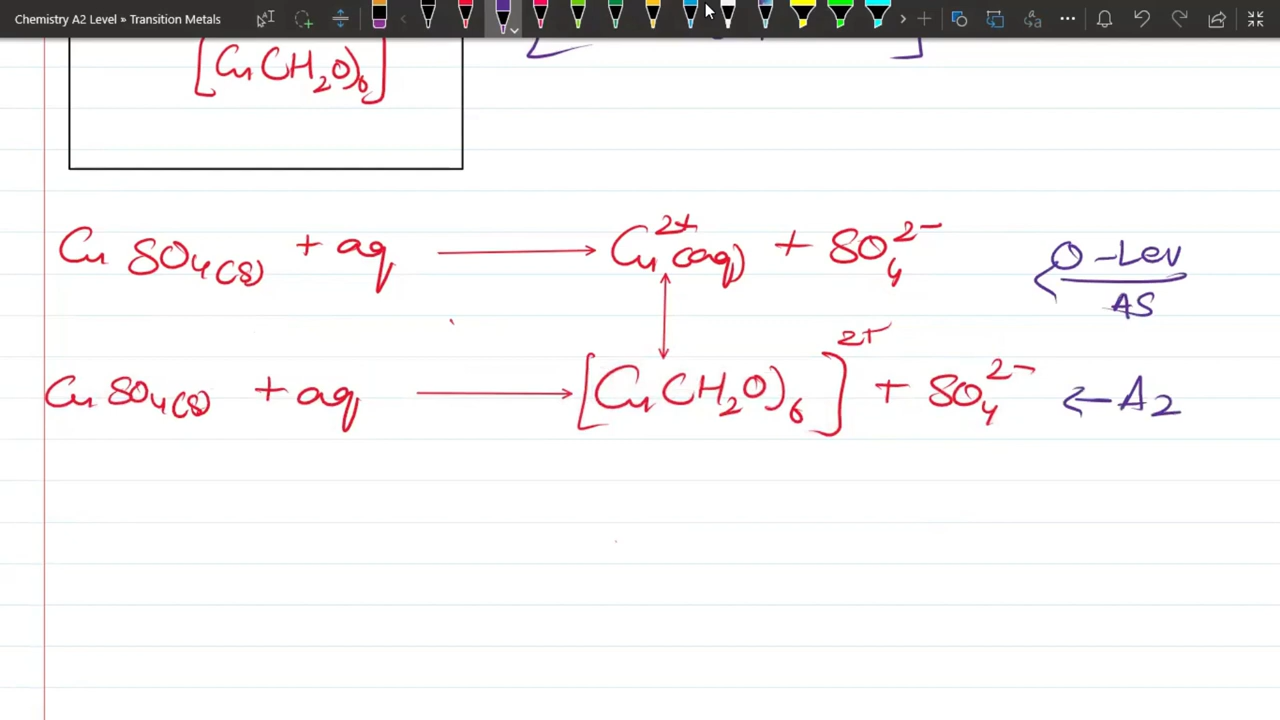 Chemistry A2 Level » Transition Metals
[Cu(H₂O)₆]
CuSO₄(s) + aq ⟶ Cu²⁺(aq) + SO₄²⁻
O-Lev
AS
CuSO₄(s) + aq ⟶ [Cu(H₂O)₆]²⁺ + SO₄²⁻ ← A2